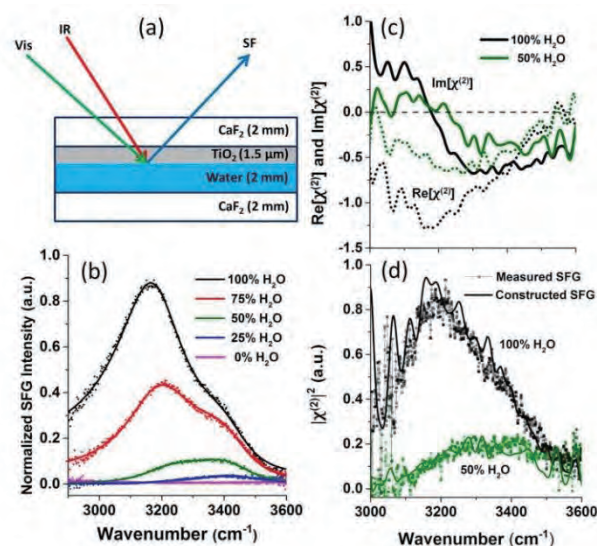 (a)
Vis
IR
SF
CaF₂ (2 mm)
TiO₂ (1.5 μm)
Water (2 mm)
CaF₂ (2 mm)
(b)
Normalized SFG Intensity (a.u.)
1.0
0.8
0.6
0.4
0.2
0.0
100% H₂O
75% H₂O
50% H₂O
25% H₂O
0% H₂O
3000 3200 3400 3600
Wavenumber (cm⁻¹)
(c)
Re[χ⁽²⁾] and Im[χ⁽²⁾]
1.0
0.5
0.0
-0.5
-1.0
-1.5
100% H₂O
50% H₂O
Im[χ⁽²⁾]
Re[χ⁽²⁾]
(d)
|χ⁽²⁾|² (a.u.)
0.8
0.6
0.4
0.2
0.0
Measured SFG
Constructed SFG
100% H₂O
50% H₂O
3000 3200 3400 3600
Wavenumber (cm⁻¹)